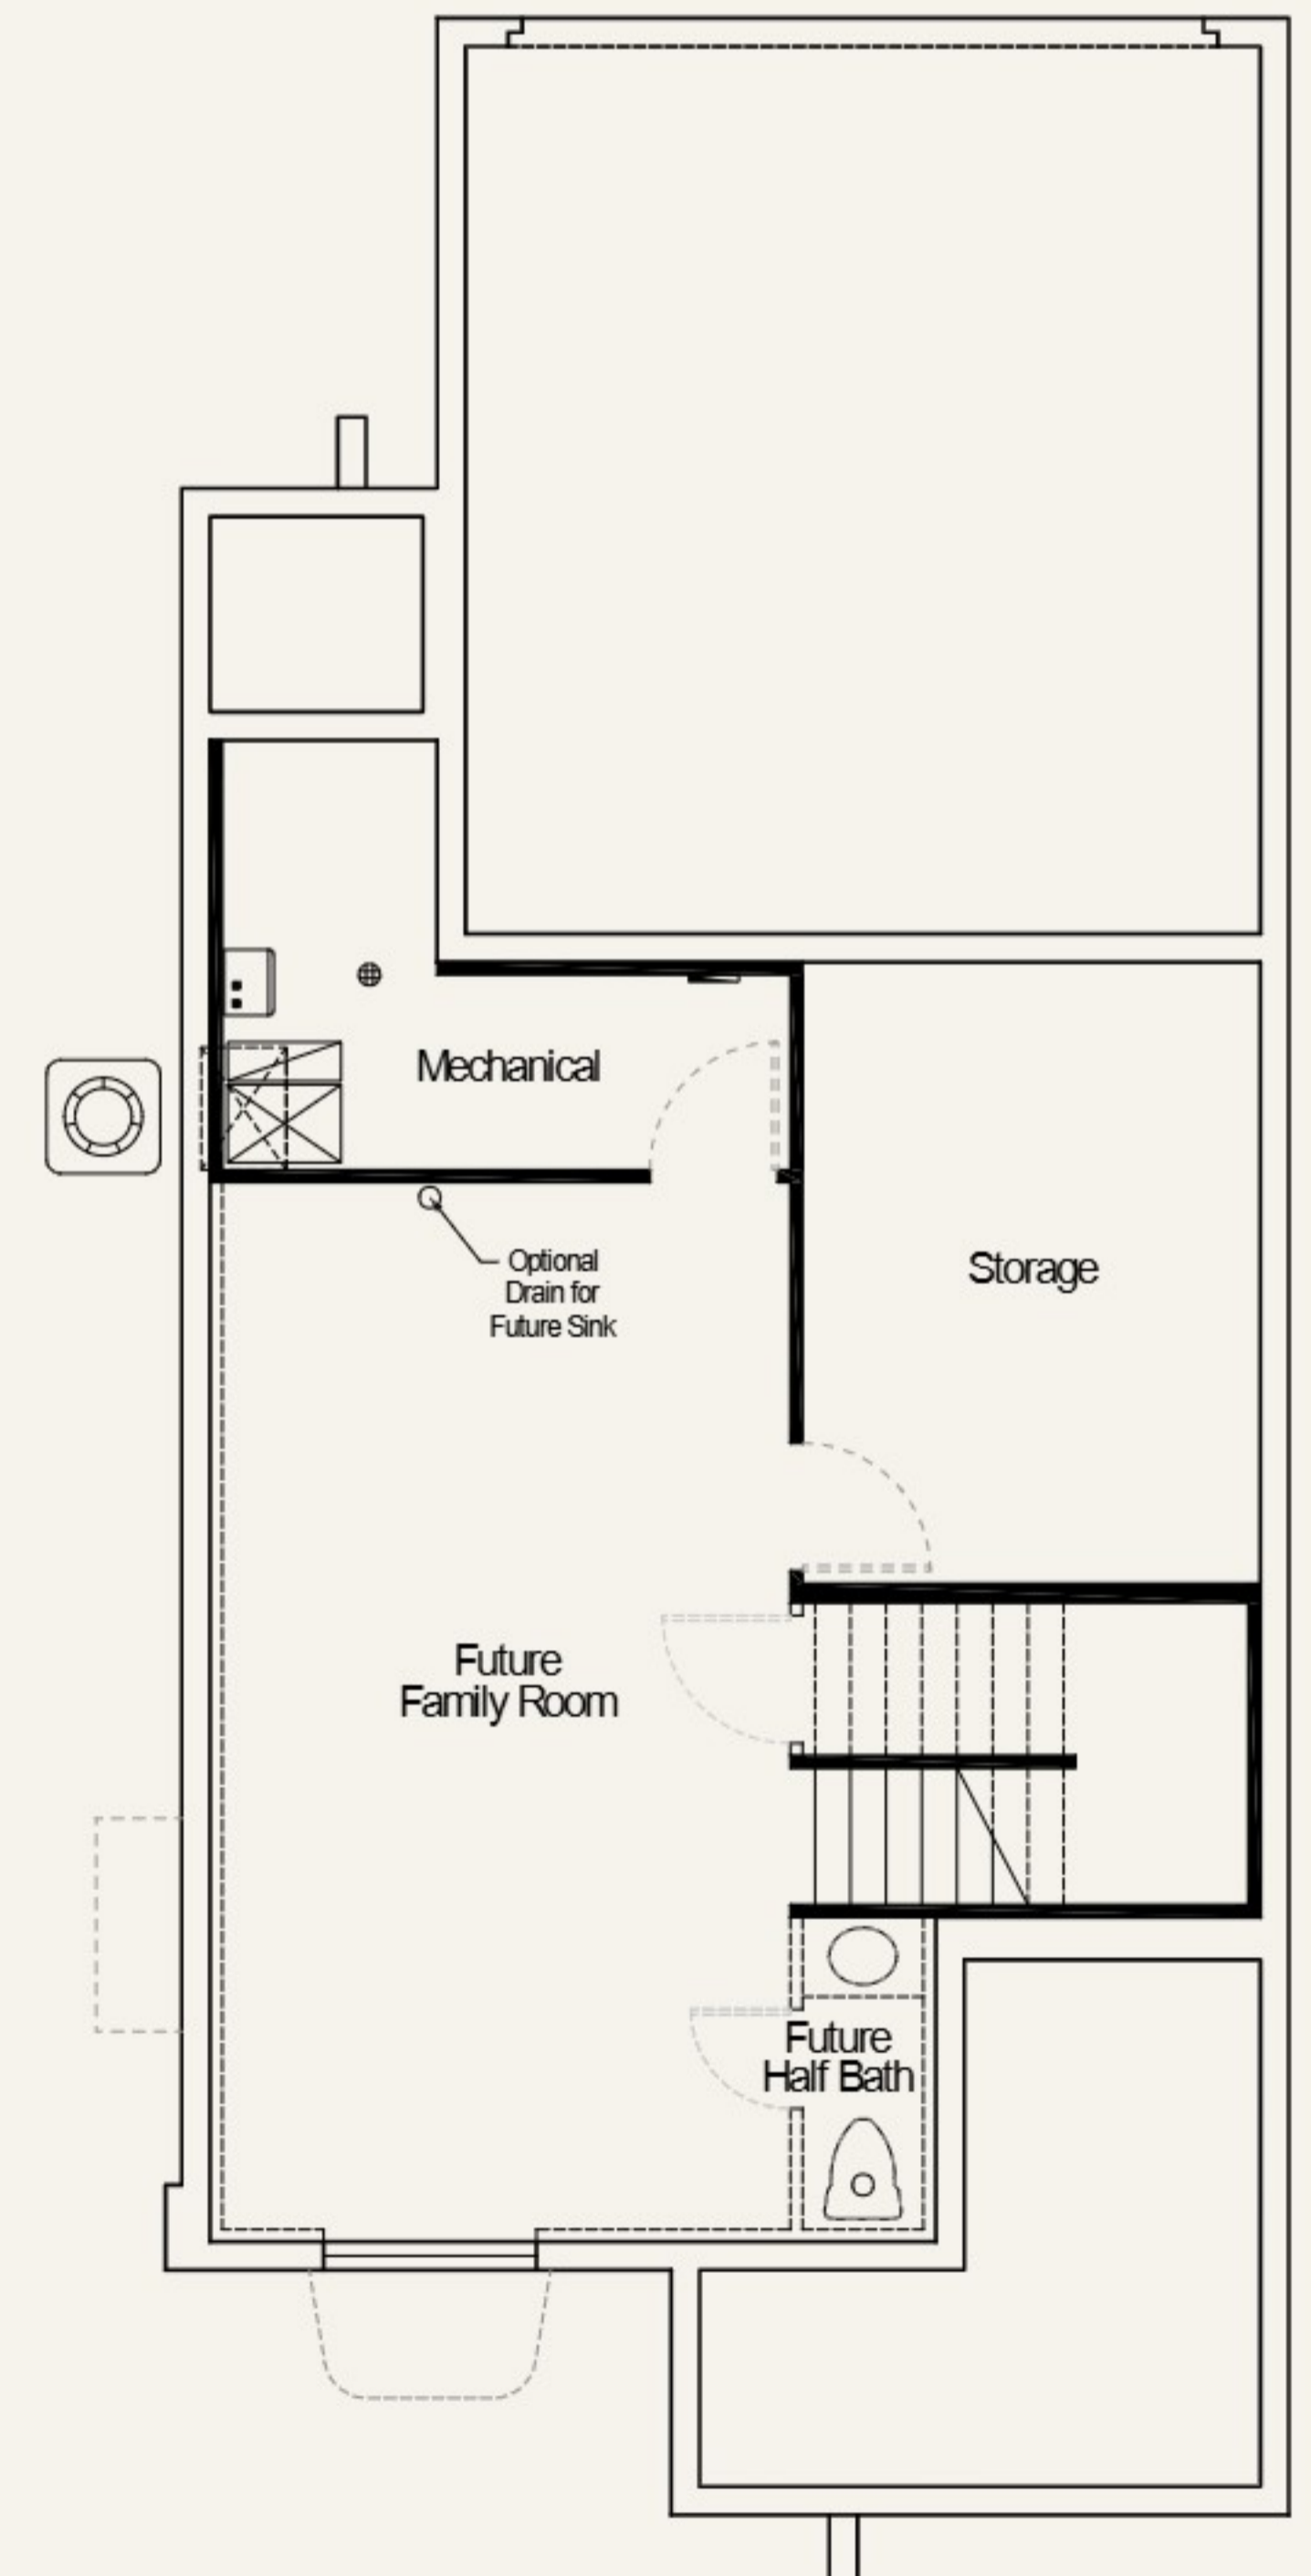 Mechanical
Optional
Drain for
Future Sink
Storage
Future
Family Room
Future
Half Bath